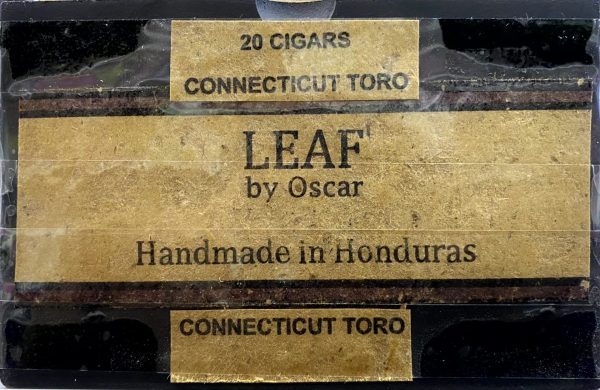 20 CIGARS
CONNECTICUT TORO
LEAF
by Oscar
Handmade in Honduras
CONNECTICUT TORO